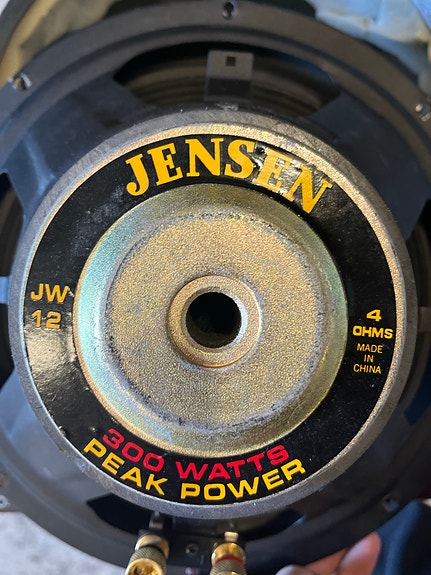 JENSEN
JW
12
4
OHMS
MADE
IN
CHINA
300 WATTS
PEAK POWER